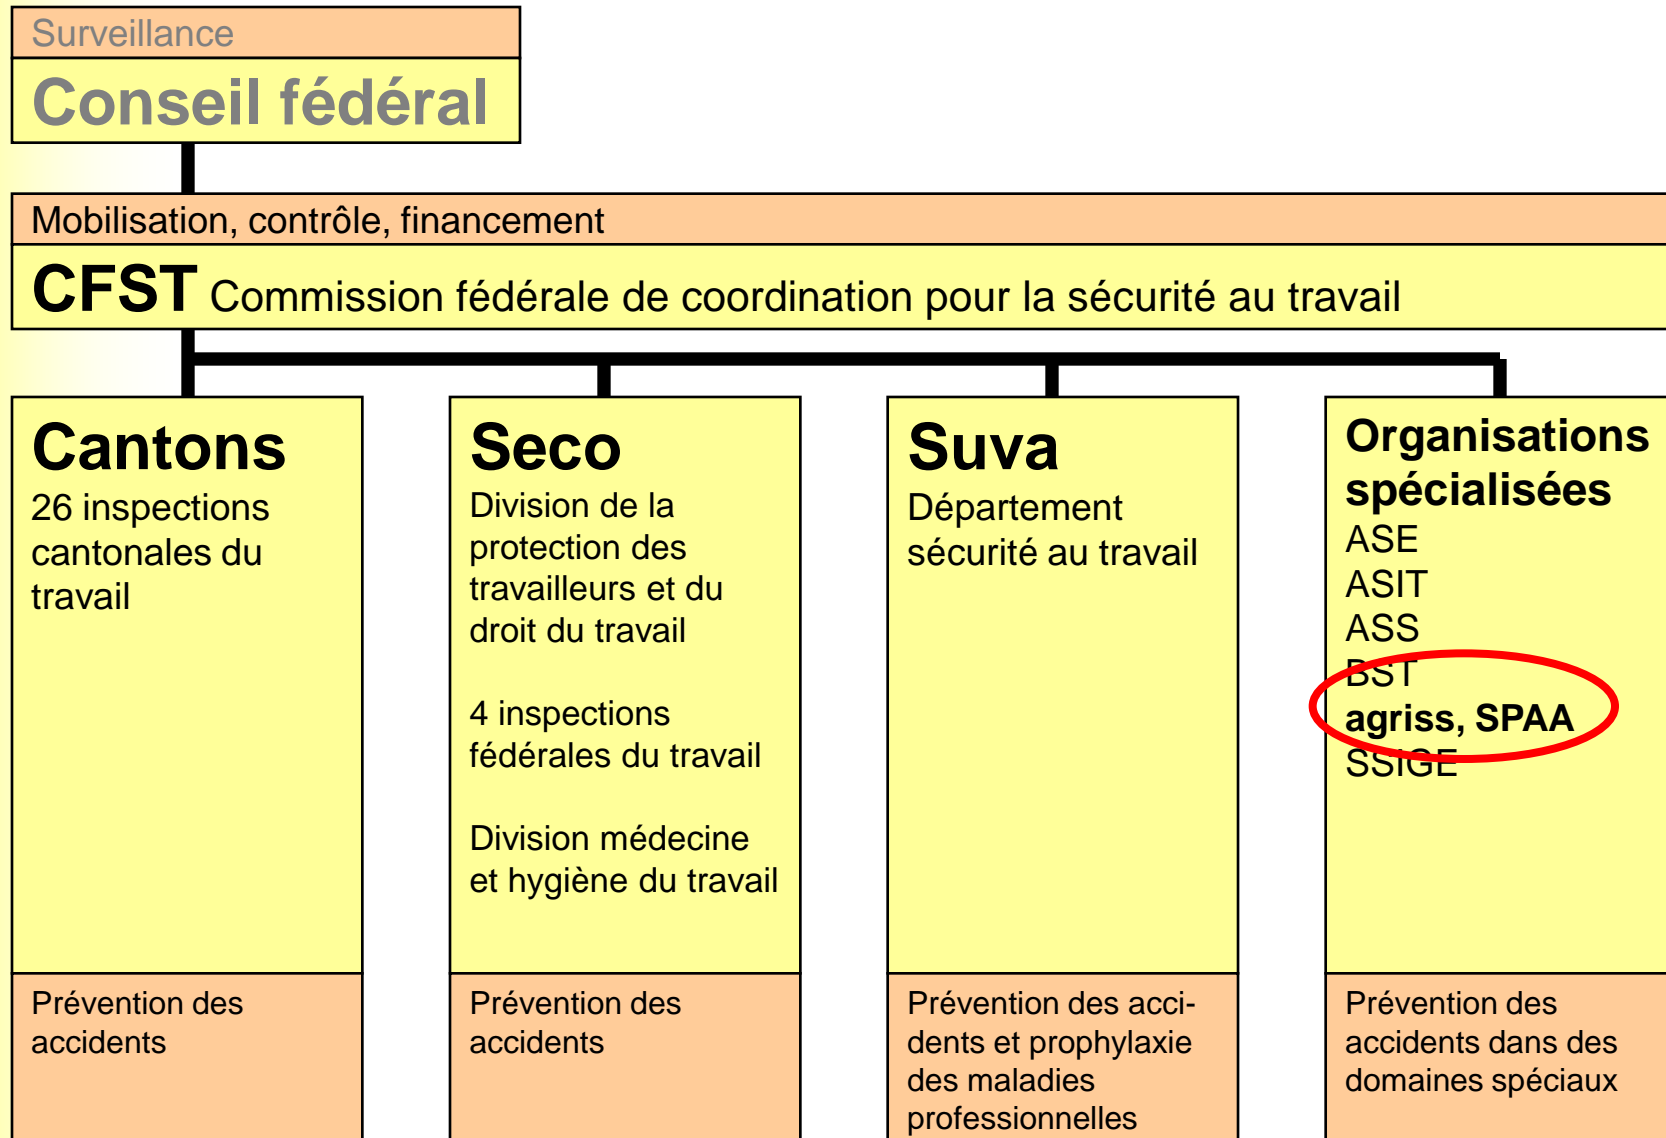 Surveillance
Conseil fédéral
Mobilisation, contrôle, financement
CFST Commission fédérale de coordination pour la sécurité au travail
Cantons
26 inspections
cantonales du
travail
Prévention des
accidents
Seco
Division de la
protection des
travailleurs et du
droit du travail
4 inspections
fédérales du travail
Division médecine
et hygiène du travail
Prévention des
accidents
Suva
Département
sécurité au travail
Prévention des acci-
dents et prophylaxie
des maladies
professionnelles
Organisations
spécialisées
ASE
ASIT
ASS
BST
agriss, SPAA
SSIGE
Prévention des
accidents dans des
domaines spéciaux